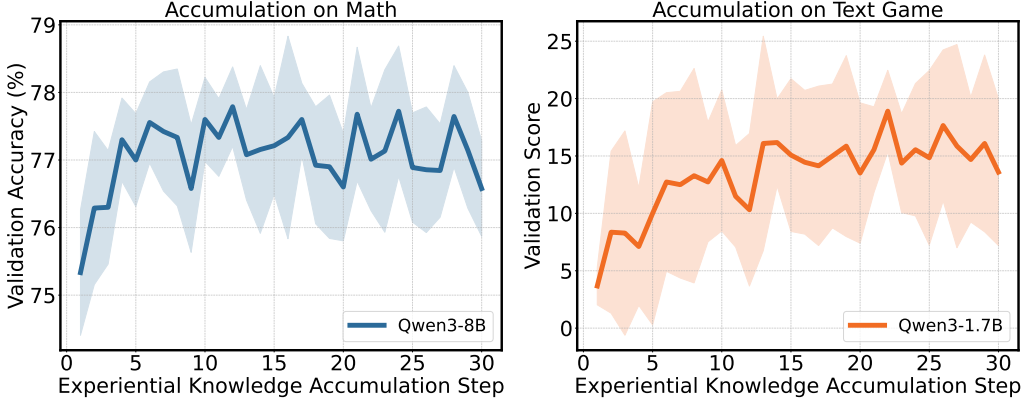 Accumulation on Math
Validation Accuracy (%)
79
78
77
76
75
0 5 10 15 20 25 30
Experiential Knowledge Accumulation Step
Qwen3-8B
Accumulation on Text Game
Validation Score
25
20
15
10
5
0
0 5 10 15 20 25 30
Experiential Knowledge Accumulation Step
Qwen3-1.7B